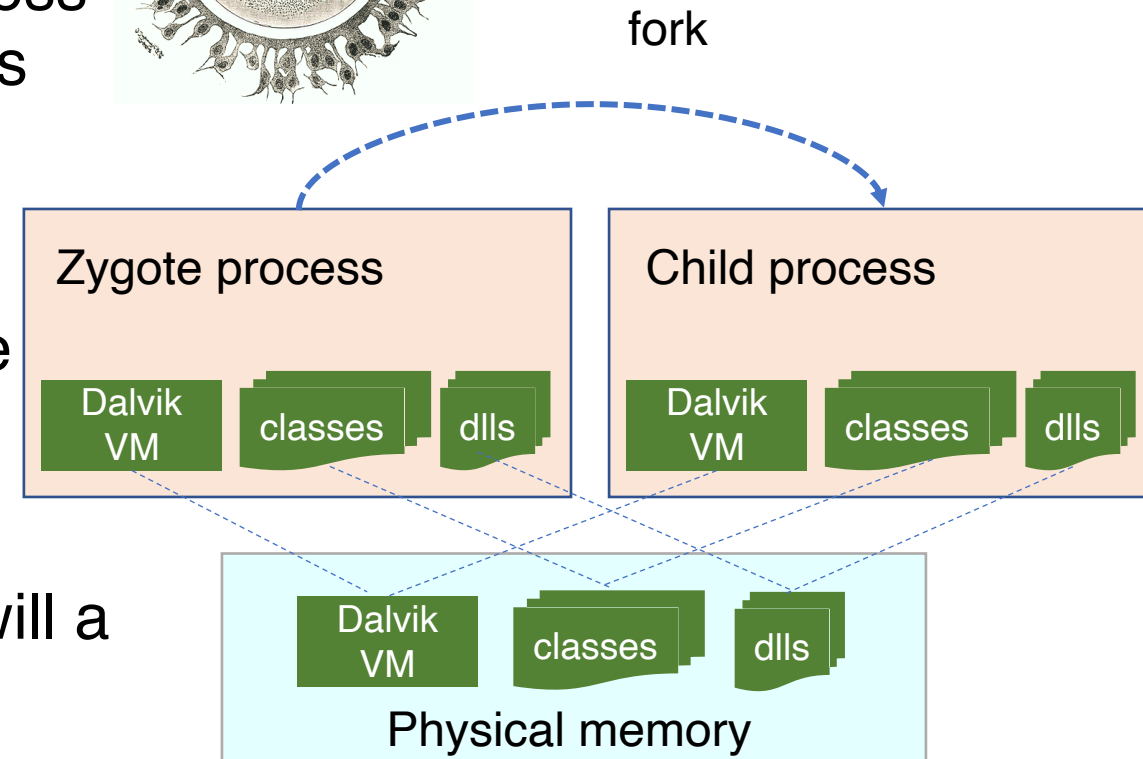 s
fork
Zygote process
Child process
e
Dalvik
VM
classes
dlls
Dalvik
VM
classes
dlls
will a
Dalvik
VM
classes
dlls
Physical memory